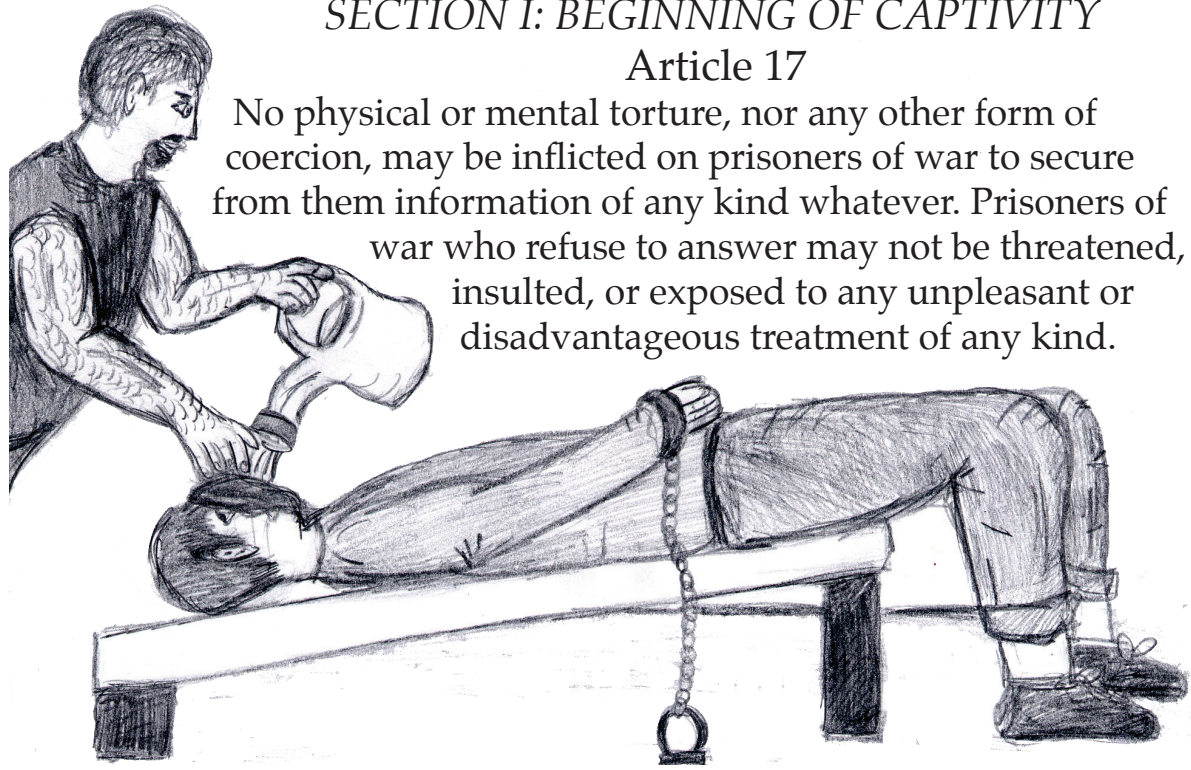 SECTION I: BEGINNING OF CAPTIVITY
Article 17
No physical or mental torture, nor any other form of
coercion, may be inflicted on prisoners of war to secure
from them information of any kind whatever. Prisoners of
war who refuse to answer may not be threatened,
insulted, or exposed to any unpleasant or
disadvantageous treatment of any kind.